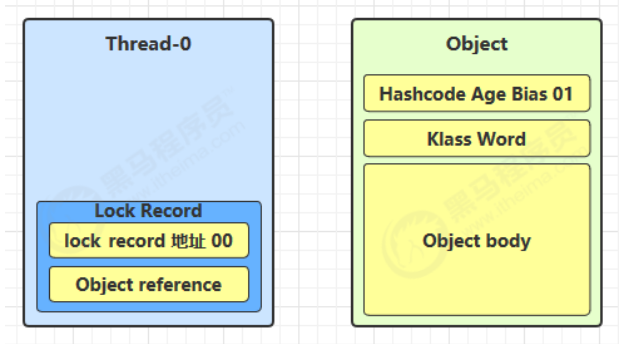 Thread-0
Lock Record
lock record 地址 00
Object reference
Object
Hashcode Age Bias 01
Klass Word
Object body
黑马程序员
www.itheima.com
黑马程序员
www.itheima.com